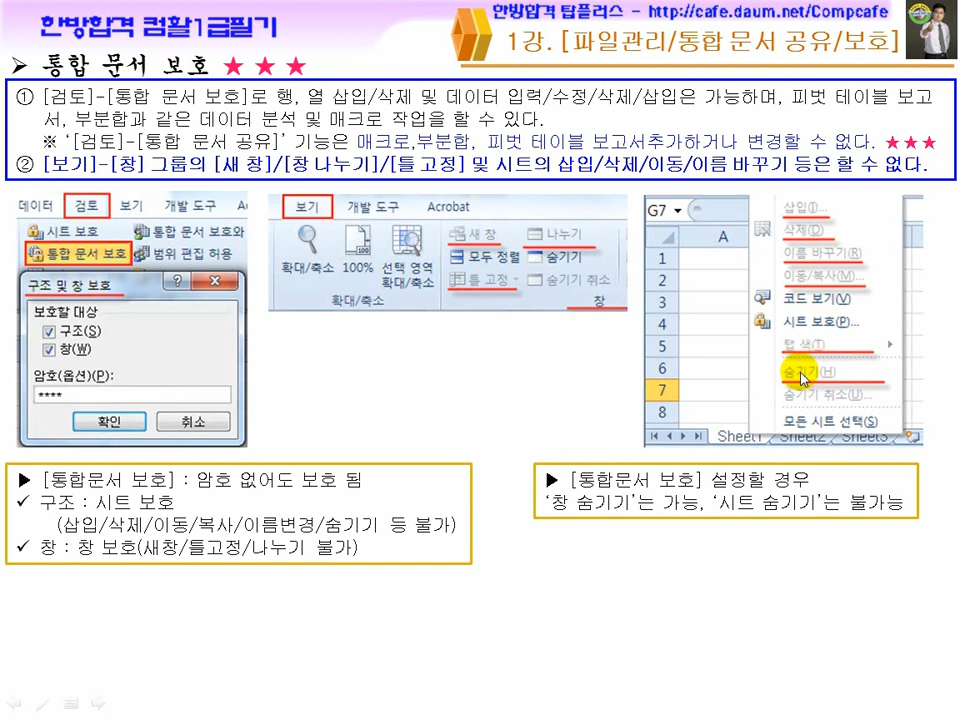 한방합격 컴활1급필기
한방합격 탑플러스 - http://cafe.daum.net/Compcafe
1강. [파일관리/통합 문서 공유/보호]
➢ 통합 문서 보호 ★ ★ ★
① [검토]-[통합 문서 보호]로 행, 열 삽입/삭제 및 데이터 입력/수정/삭제/삽입은 가능하며, 피벗 테이블 보고
서, 부분합과 같은 데이터 분석 및 매크로 작업을 할 수 있다.
※ ‘[검토]-[통합 문서 공유]’ 기능은 매크로,부분합, 피벗 테이블 보고서추가하거나 변경할 수 없다. ★★★
② [보기]-[창] 그룹의 [새 창]/[창 나누기]/[틀 고정] 및 시트의 삽입/삭제/이동/이름 바꾸기 등은 할 수 없다.
데이터 검토 보기 개발 도구
시트 보호 통합 문서 보호와
통합 문서 보호 범위 편집 허용
구조 및 창 보호
보호할 대상
구조(S)
창(W)
암호(옵션)(P):
****
확인 취소
보기 개발 도구 Acrobat
확대/축소 100% 선택 영역
확대/축소
확대/축소
새 창 나누기
모두 정렬 숨기기
틀 고정 숨기기 취소
창
G7
A
1
2
3
4
5
6
7
8
삽입(I)...
삭제(D)
이름 바꾸기(R)
이동/복사(M)...
코드 보기(V)
시트 보호(P)...
탭 색(T)
숨기기(H)
숨기기 취소(U)...
모든 시트 선택(S)
Sheet1 Sheet2 Sheet3
▶ [통합문서 보호] : 암호 없어도 보호 됨
✓ 구조 : 시트 보호
(삽입/삭제/이동/복사/이름변경/숨기기 등 불가)
✓ 창 : 창 보호(새창/틀고정/나누기 불가)
▶ [통합문서 보호] 설정할 경우
‘창 숨기기’는 가능, ‘시트 숨기기’는 불가능